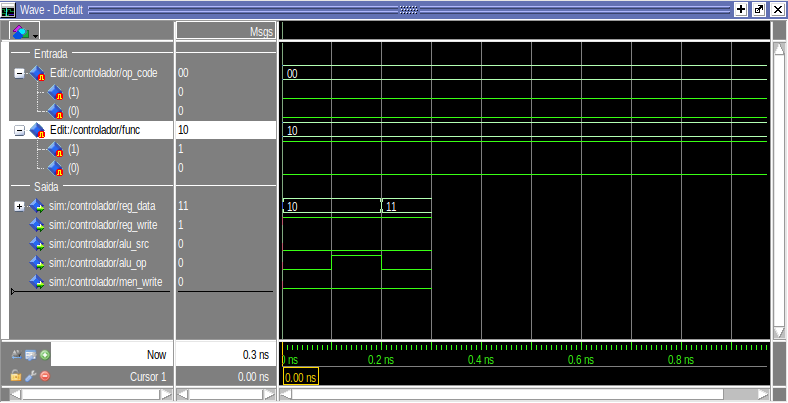 Wave - Default
Msgs
Entrada
Edit:/controlador/op_code 00 00
(1) 0
(0) 0
Edit:/controlador/func 10 10
(1) 1
(0) 0
Saida
sim:/controlador/reg_data 11 10 11
sim:/controlador/reg_write 1
sim:/controlador/alu_src 0
sim:/controlador/alu_op 0
sim:/controlador/men_write 0
Now 0.3 ns ns 0.2 ns 0.4 ns 0.6 ns 0.8 ns
Cursor 1 0.00 ns 0.00 ns